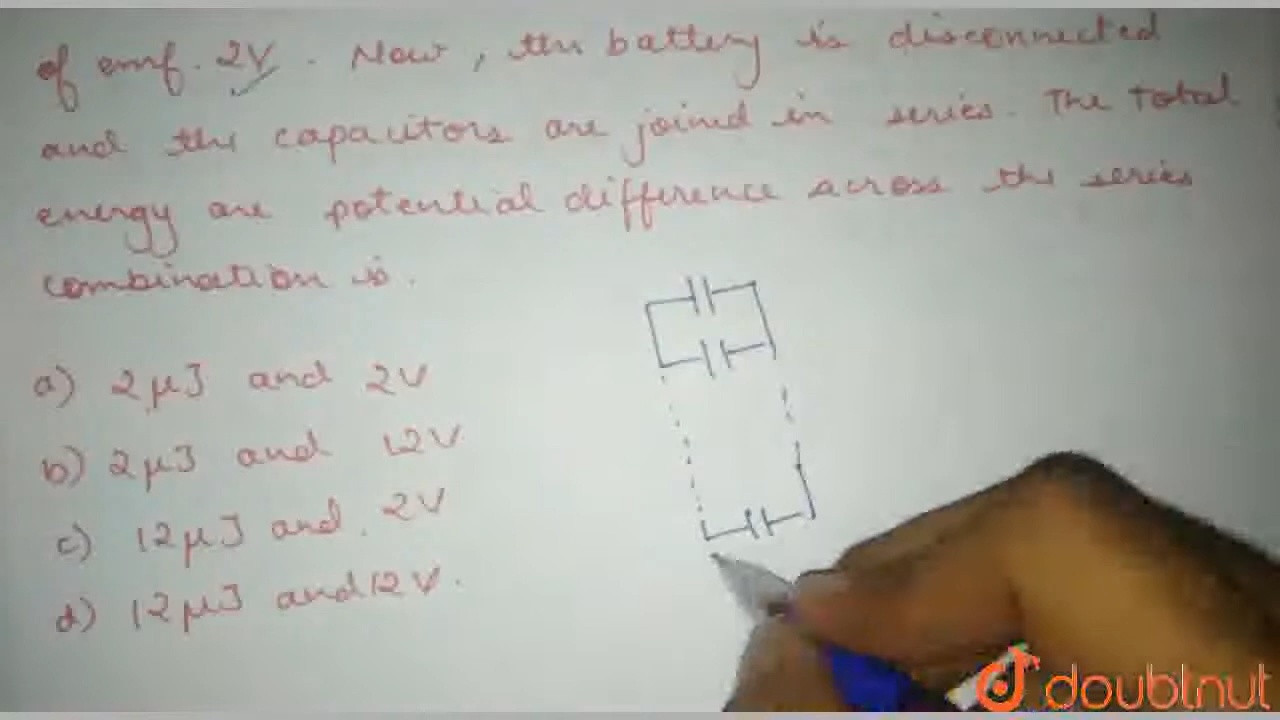 of emf. 2V. Now, the battery is disconnected
and the capacitors are joined in series. The total
energy are potential difference across the series
combination is.
a) 2μJ and 2V
b) 2μJ and 12V
c) 12μJ and. 2V
d) 12μJ and 12V.
doubtnut